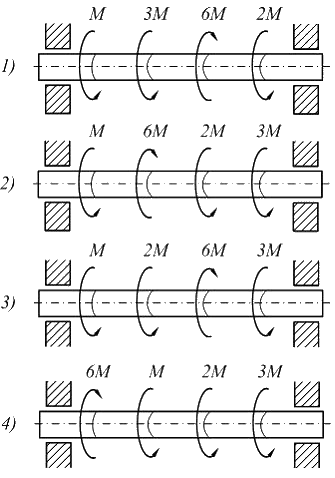 M 3M 6M 2M
1)
M 6M 2M 3M
2)
M 2M 6M 3M
3)
6M M 2M 3M
4)